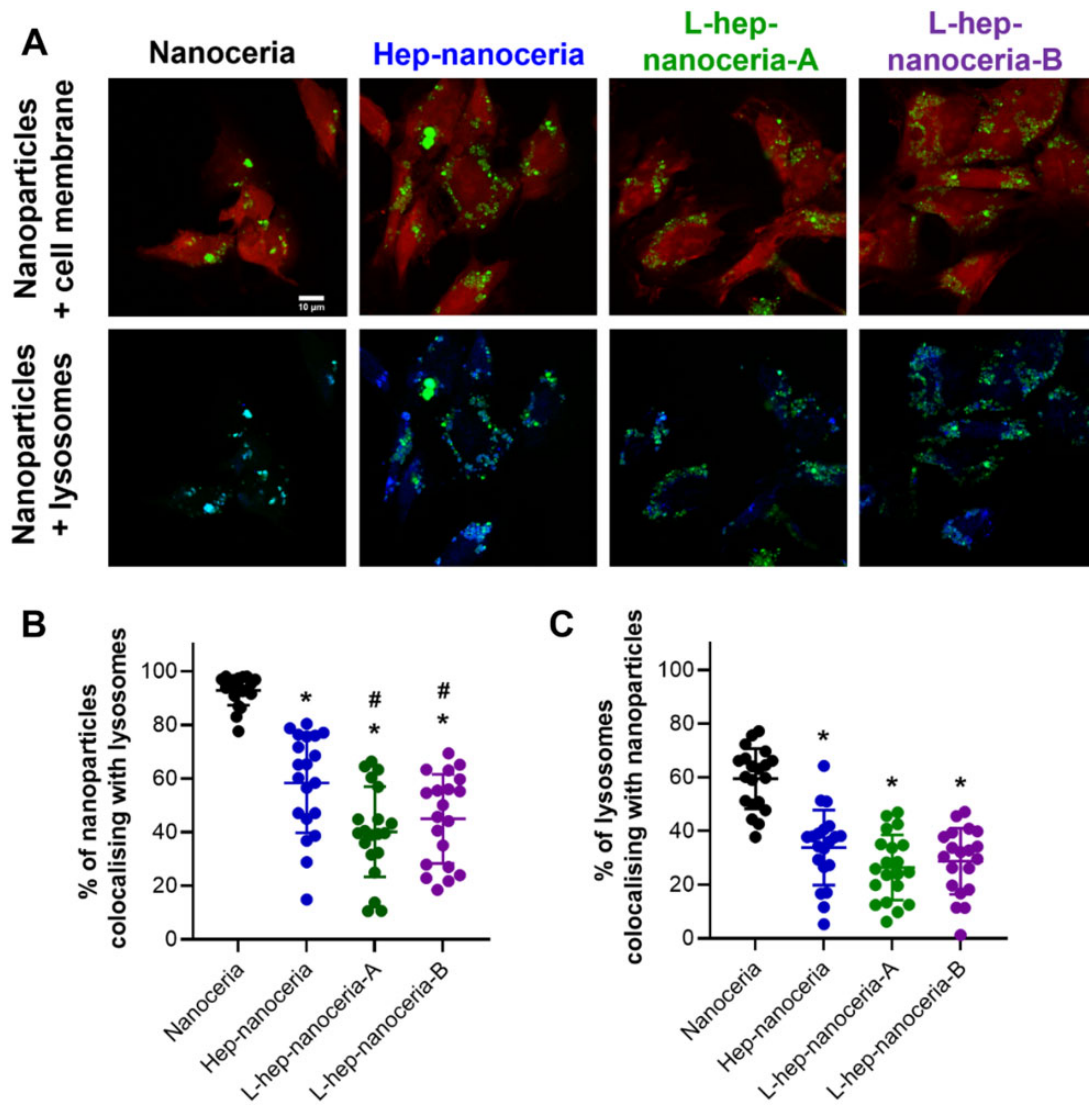 A
Nanoceria
Hep-nanoceria
L-hep-
nanoceria-A
L-hep-
nanoceria-B
Nanoparticles
+ cell membrane
10 µm
Nanoparticles
+ lysosomes
B
% of nanoparticles
colocalising with lysosomes
100
80
60
40
20
0
*
#
*
#
*
Nanoceria
Hep-nanoceria
L-hep-nanoceria-A
L-hep-nanoceria-B
C
% of lysosomes
colocalising with nanoparticles
100
80
60
40
20
0
*
*
*
Nanoceria
Hep-nanoceria
L-hep-nanoceria-A
L-hep-nanoceria-B